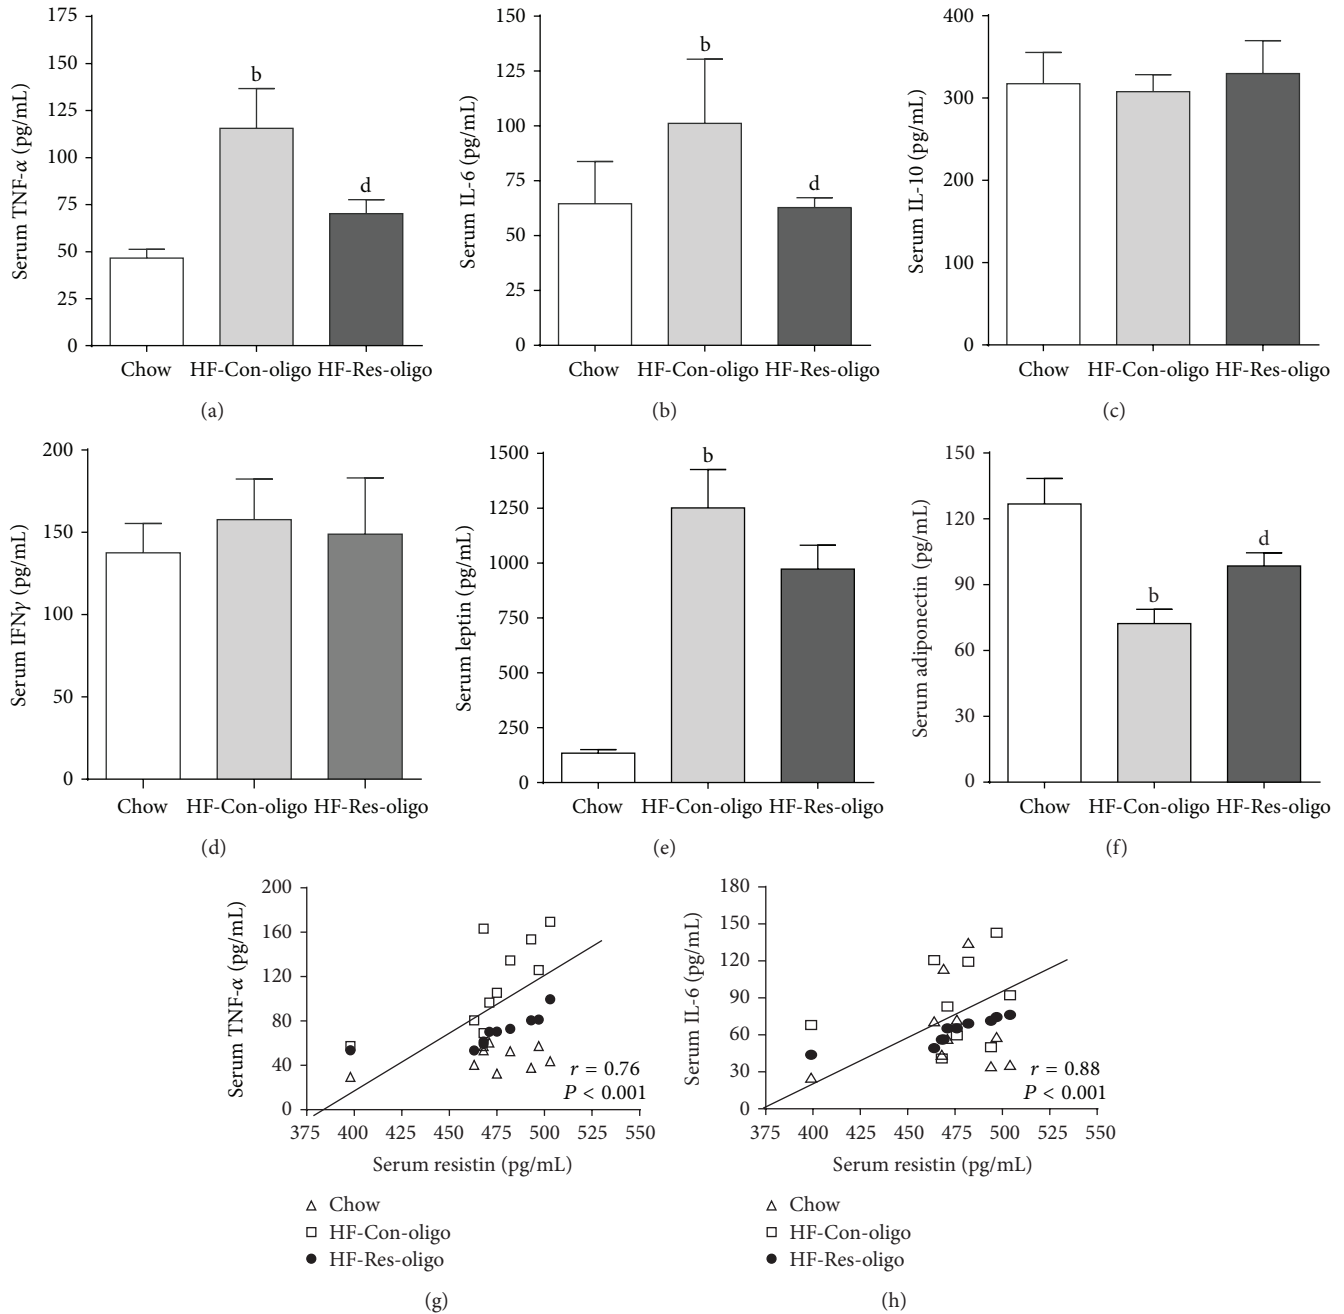 175
150
125
100
75
50
25
0
Serum TNF-α (pg/mL)
b
d
Chow HF-Con-oligo HF-Res-oligo
(a)
150
125
100
75
50
25
0
Serum IL-6 (pg/mL)
b
d
Chow HF-Con-oligo HF-Res-oligo
(b)
400
300
200
100
0
Serum IL-10 (pg/mL)
Chow HF-Con-oligo HF-Res-oligo
(c)
200
150
100
50
0
Serum IFNγ (pg/mL)
Chow HF-Con-oligo HF-Res-oligo
(d)
1500
1250
1000
750
500
250
0
Serum leptin (pg/mL)
b
Chow HF-Con-oligo HF-Res-oligo
(e)
150
120
90
60
30
0
Serum adiponectin (pg/mL)
b
d
Chow HF-Con-oligo HF-Res-oligo
(f)
200
160
120
80
40
0
Serum TNF-α (pg/mL)
r = 0.76
P < 0.001
375 400 425 450 475 500 525 550
Serum resistin (pg/mL)
Chow
HF-Con-oligo
HF-Res-oligo
(g)
180
150
120
90
60
30
0
Serum IL-6 (pg/mL)
r = 0.88
P < 0.001
375 400 425 450 475 500 525 550
Serum resistin (pg/mL)
Chow
HF-Con-oligo
HF-Res-oligo
(h)